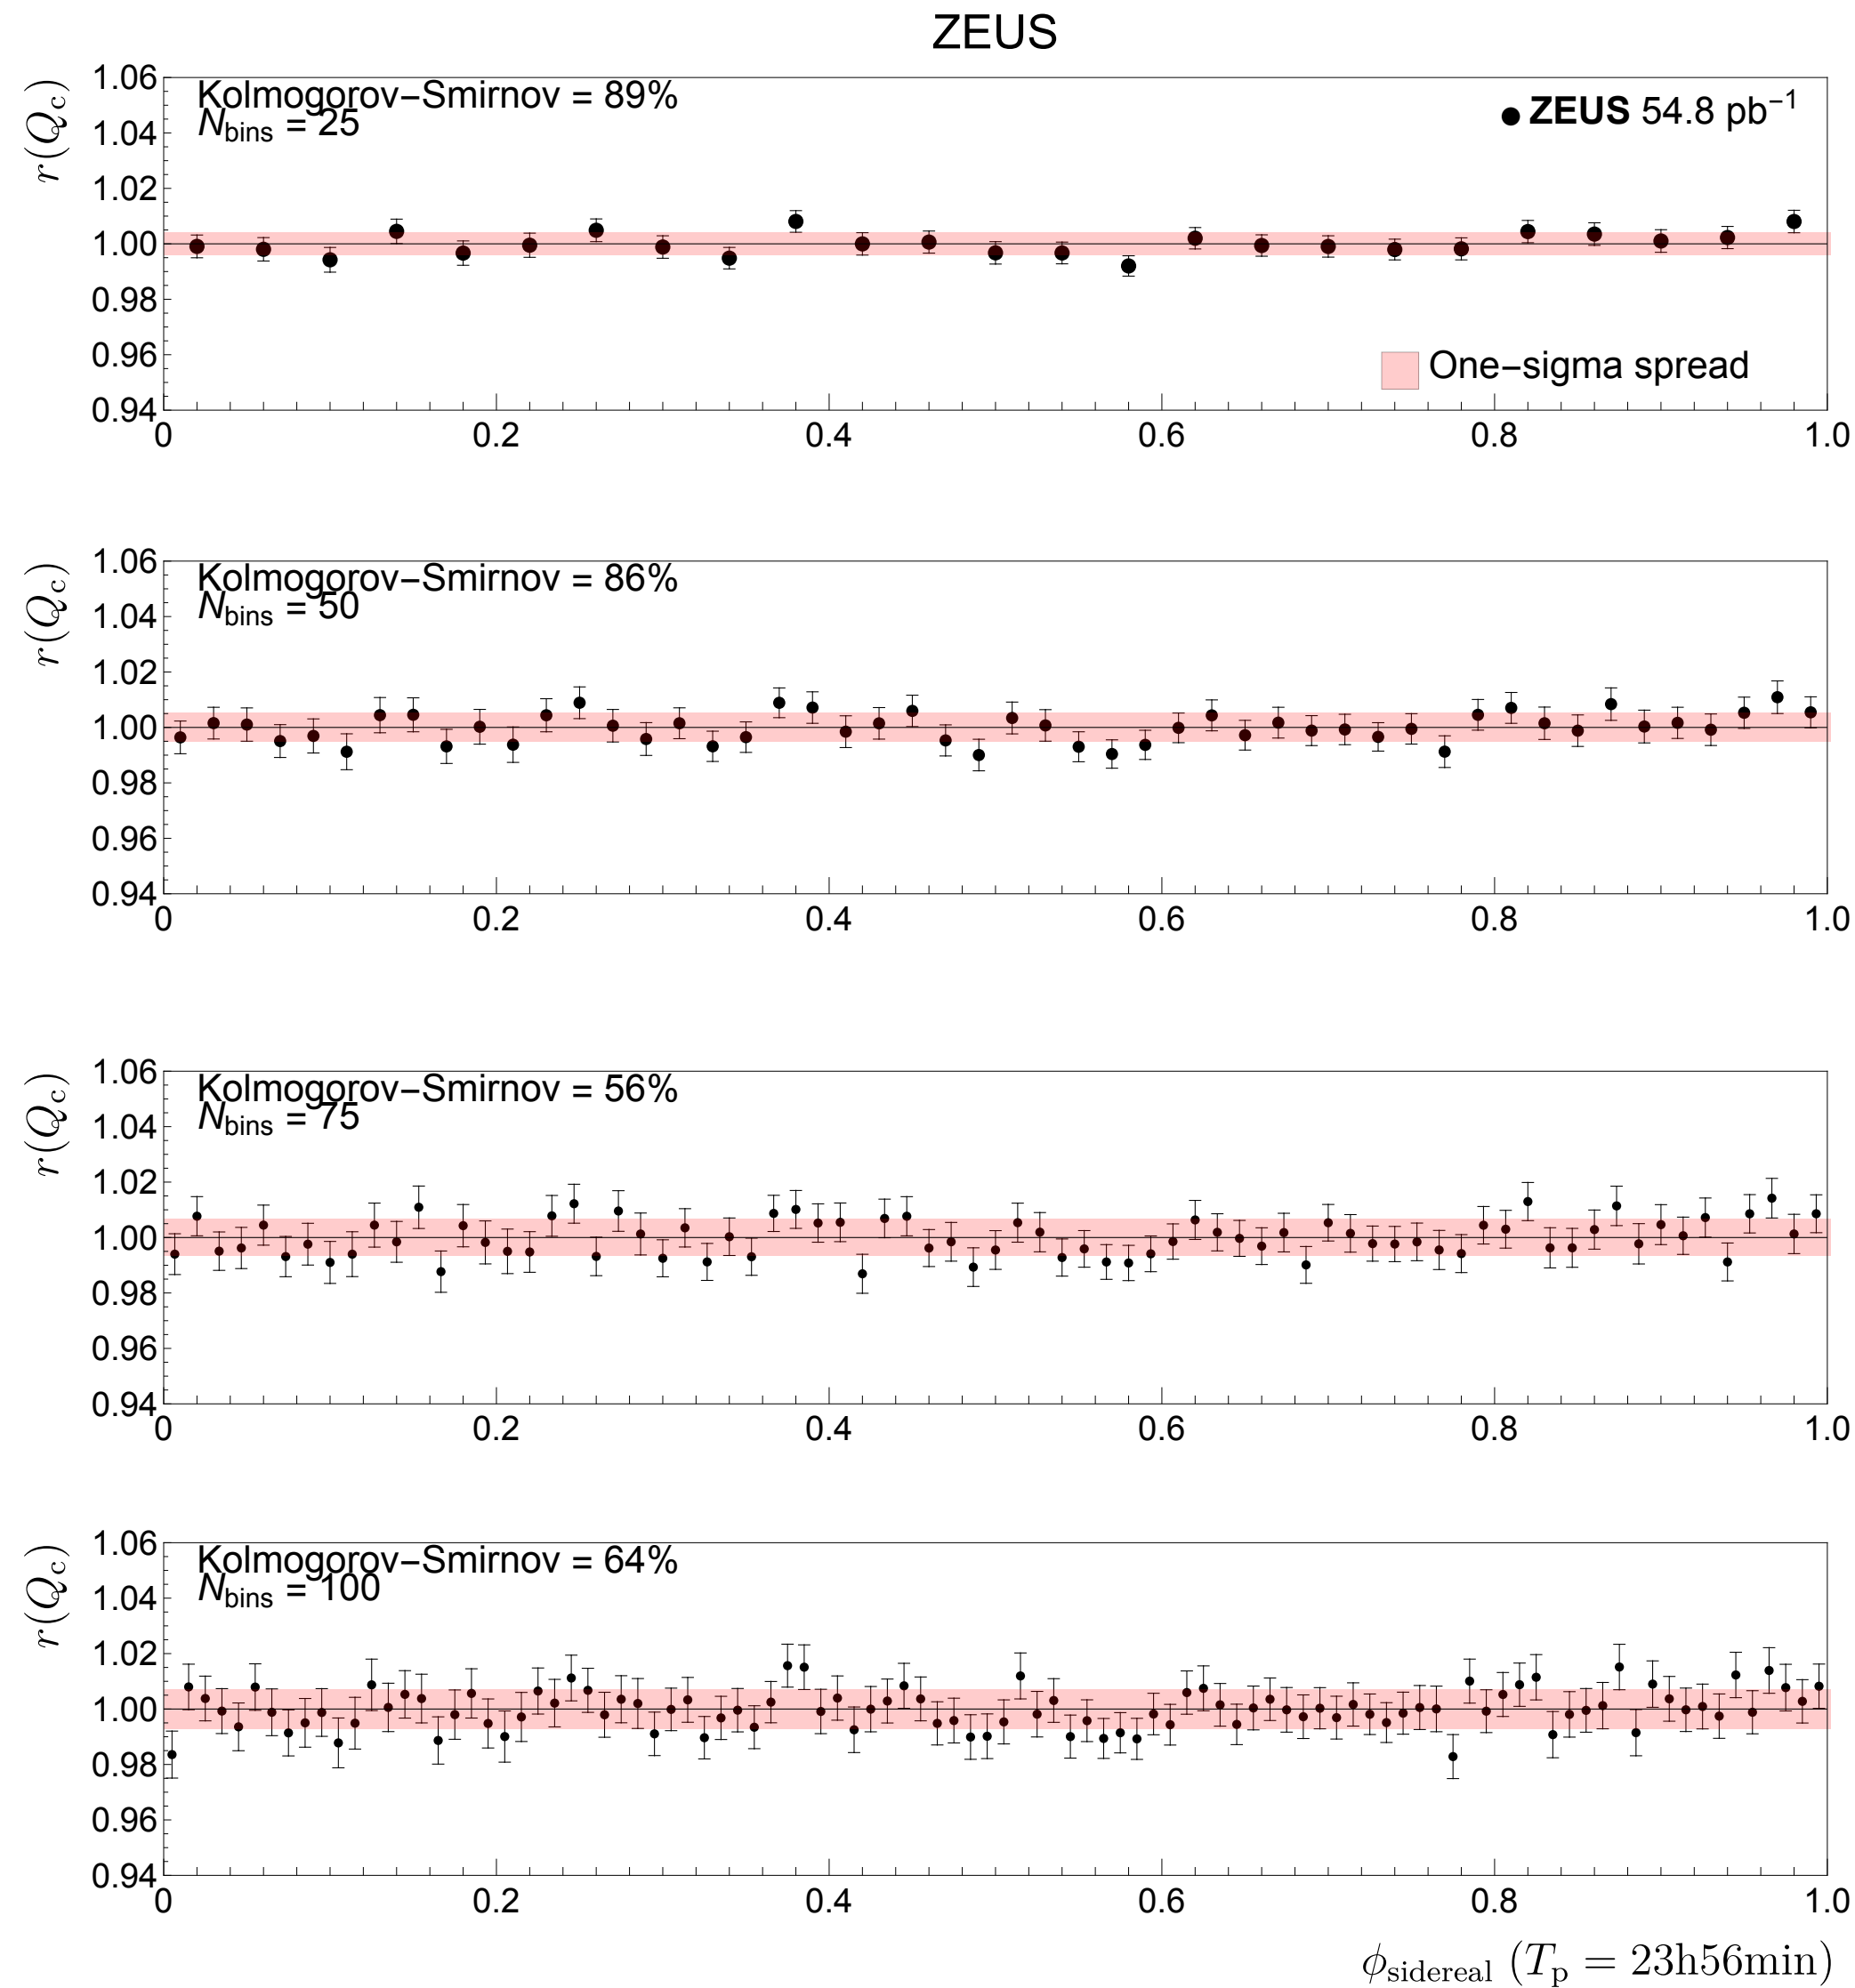 ZEUS
Kolmogorov−Smirnov = 89%
N_bins = 25
● ZEUS 54.8 pb⁻¹
One−sigma spread
r(Q_c)
1.06
1.04
1.02
1.00
0.98
0.96
0.94
0 0.2 0.4 0.6 0.8 1.0
Kolmogorov−Smirnov = 86%
N_bins = 50
r(Q_c)
1.06
1.04
1.02
1.00
0.98
0.96
0.94
0 0.2 0.4 0.6 0.8 1.0
Kolmogorov−Smirnov = 56%
N_bins = 75
r(Q_c)
1.06
1.04
1.02
1.00
0.98
0.96
0.94
0 0.2 0.4 0.6 0.8 1.0
Kolmogorov−Smirnov = 64%
N_bins = 100
r(Q_c)
1.06
1.04
1.02
1.00
0.98
0.96
0.94
0 0.2 0.4 0.6 0.8 1.0
ϕ_sidereal (T_p = 23h56min)